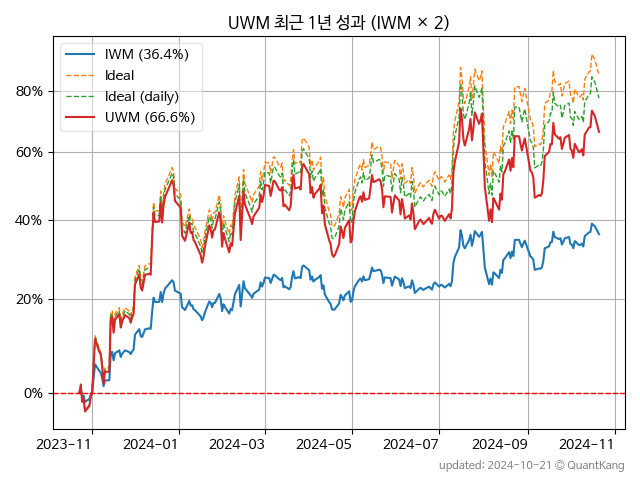 UWM 최근 1년 성과 (IWM × 2)
IWM (36.4%)
Ideal
Ideal (daily)
UWM (66.6%)
80%
60%
40%
20%
0%
2023-11 2024-01 2024-03 2024-05 2024-07 2024-09 2024-11
updated: 2024-10-21 © QuantKang